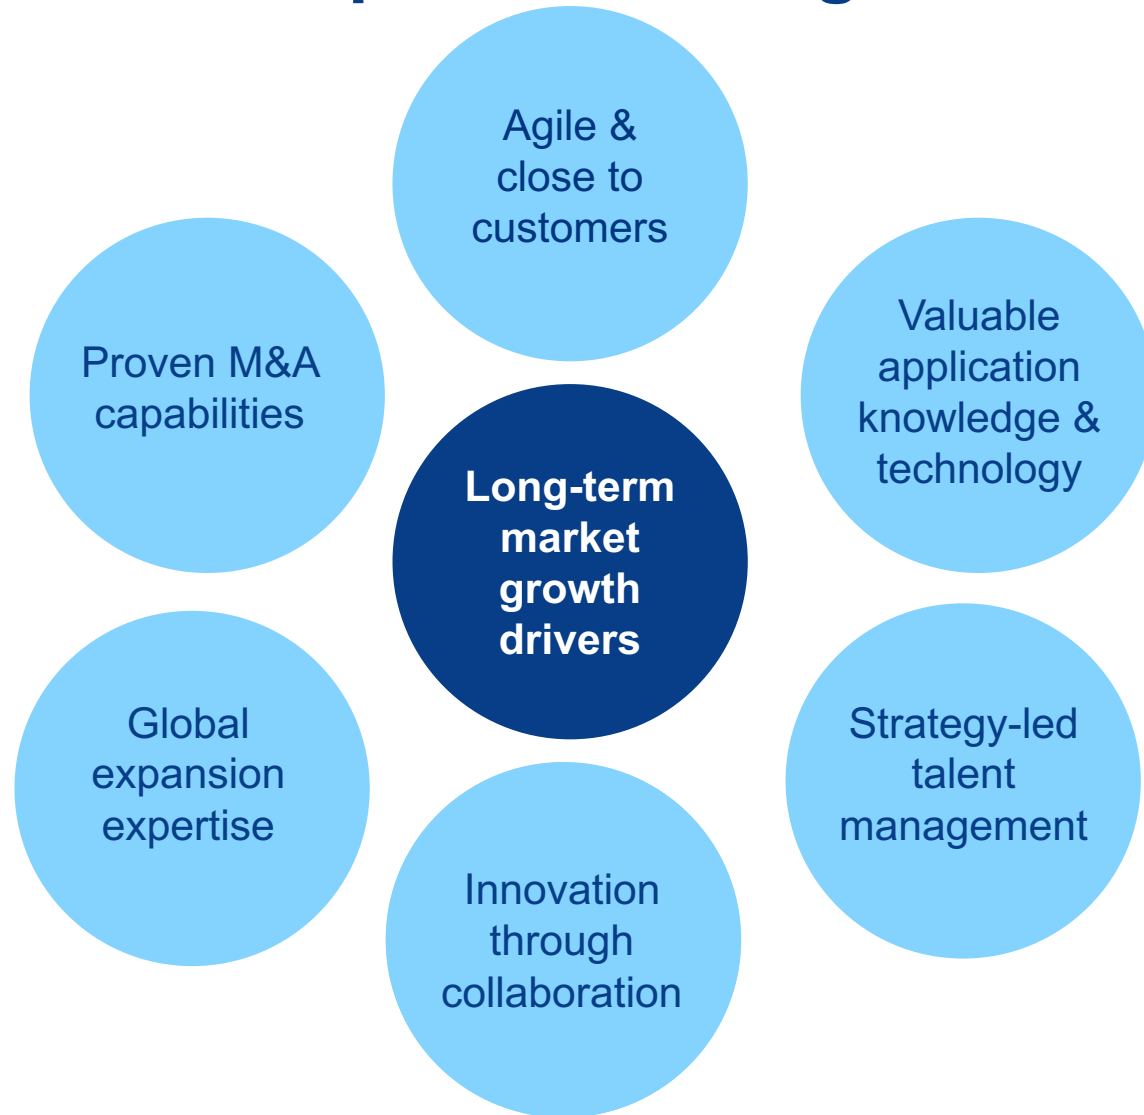 Agile &
close to
customers
Valuable
application
knowledge &
technology
Proven M&A
capabilities
Long-term
market
growth
drivers
Strategy-led
talent
management
Global
expansion
expertise
Innovation
through
collaboration